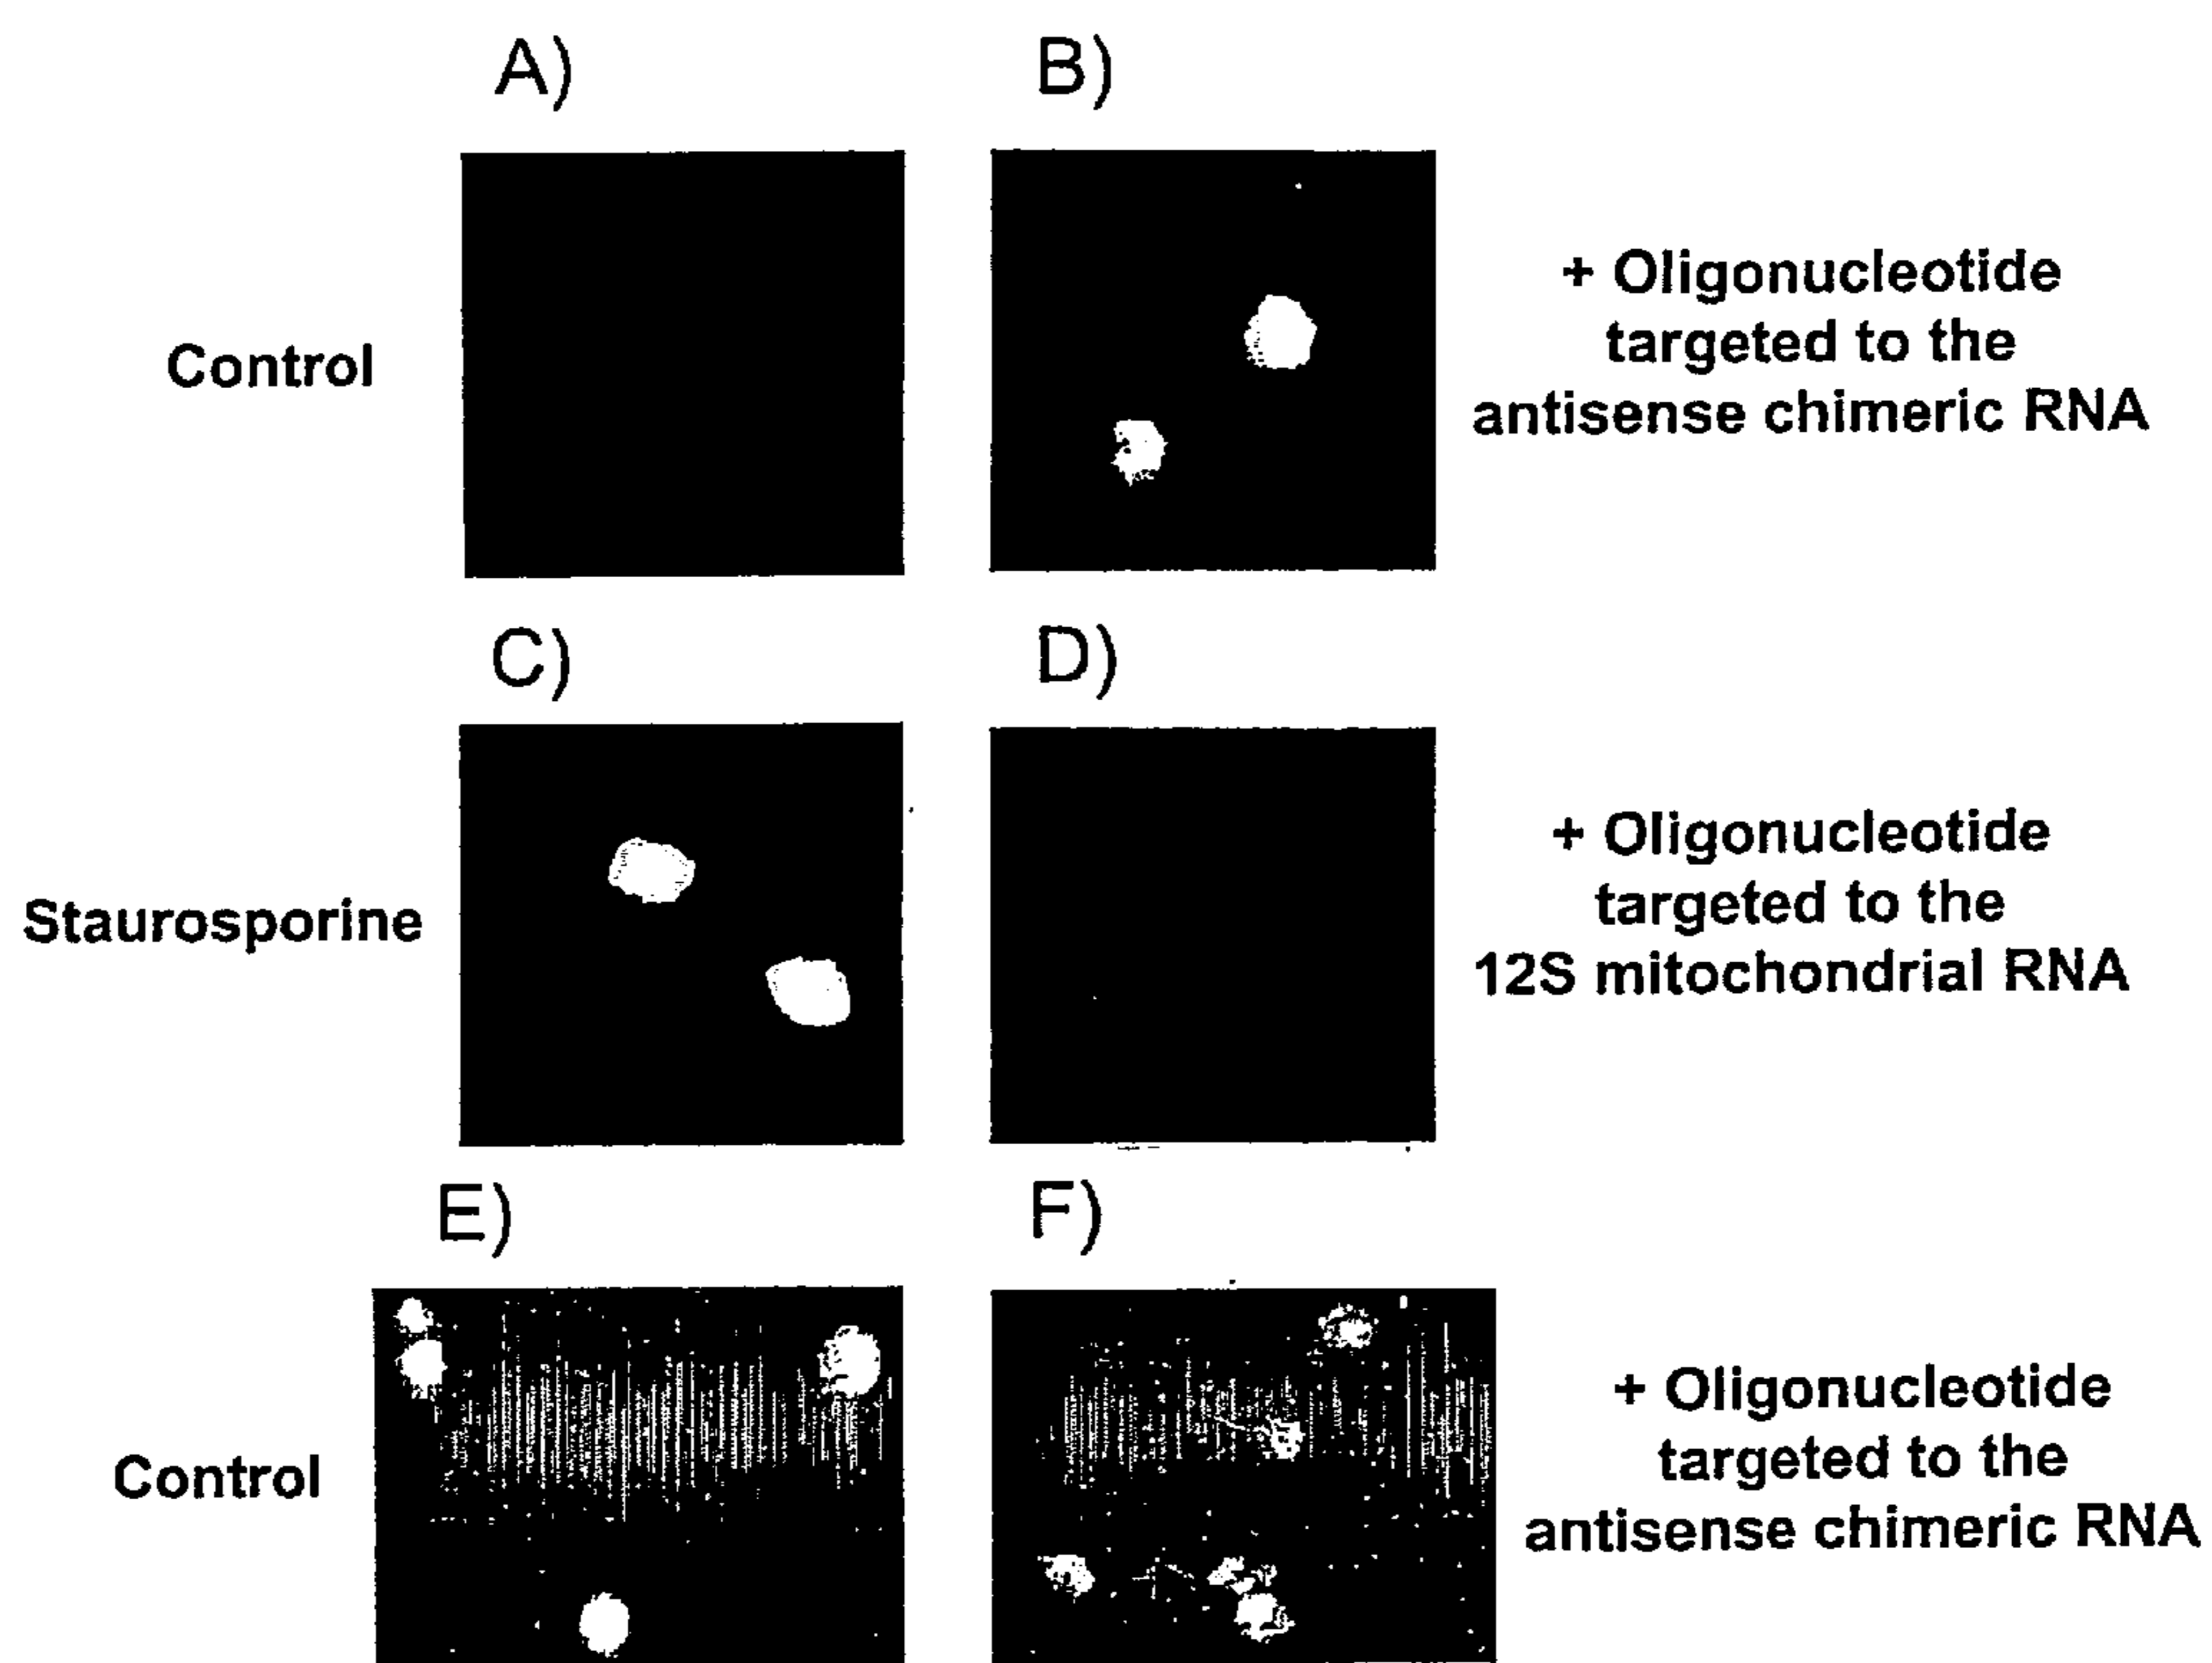 A)
B)
Control
+ Oligonucleotide
targeted to the
antisense chimeric RNA
C)
D)
Staurosporine
+ Oligonucleotide
targeted to the
12S mitochondrial RNA
E)
F)
Control
+ Oligonucleotide
targeted to the
antisense chimeric RNA